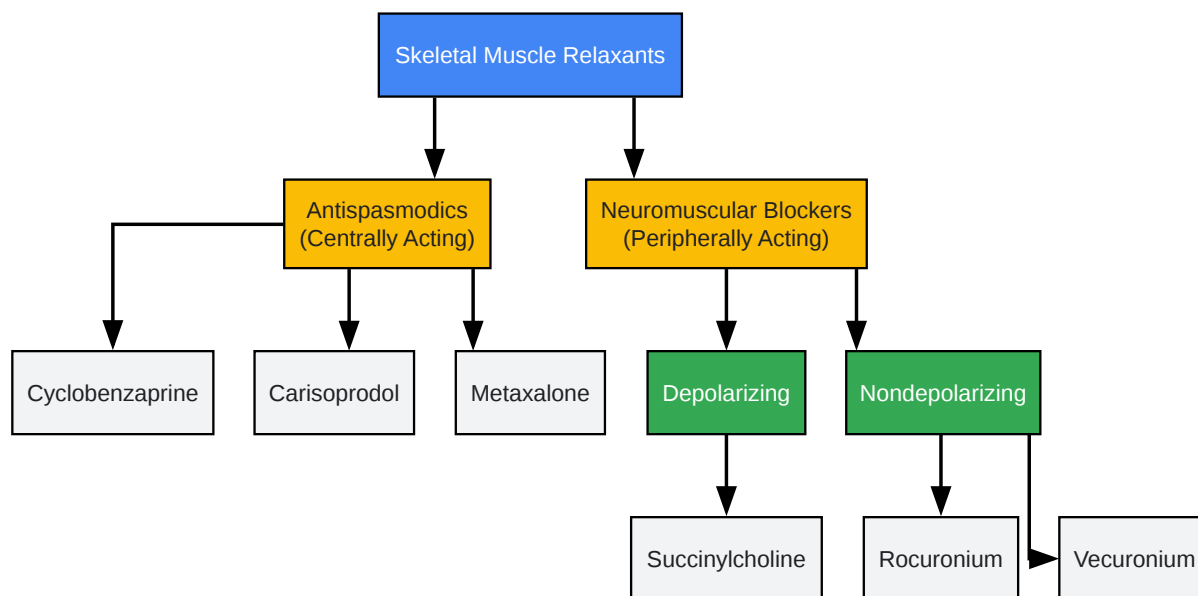 Skeletal Muscle Relaxants
Antispasmodics
(Centrally Acting)
Neuromuscular Blockers
(Peripherally Acting)
Cyclobenzaprine
Carisoprodol
Metaxalone
Depolarizing
Nondepolarizing
Succinylcholine
Rocuronium
Vecuronium